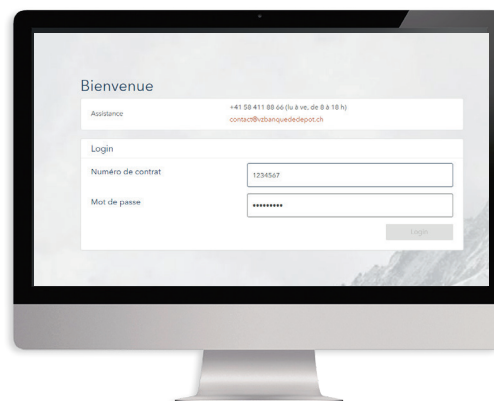 Bienvenue
Assistance
+41 58 411 88 66 (lu à ve, de 8 à 18 h)
contact@vzbanquededepot.ch
Login
Numéro de contrat
1234567
Mot de passe
•••••••••
Login